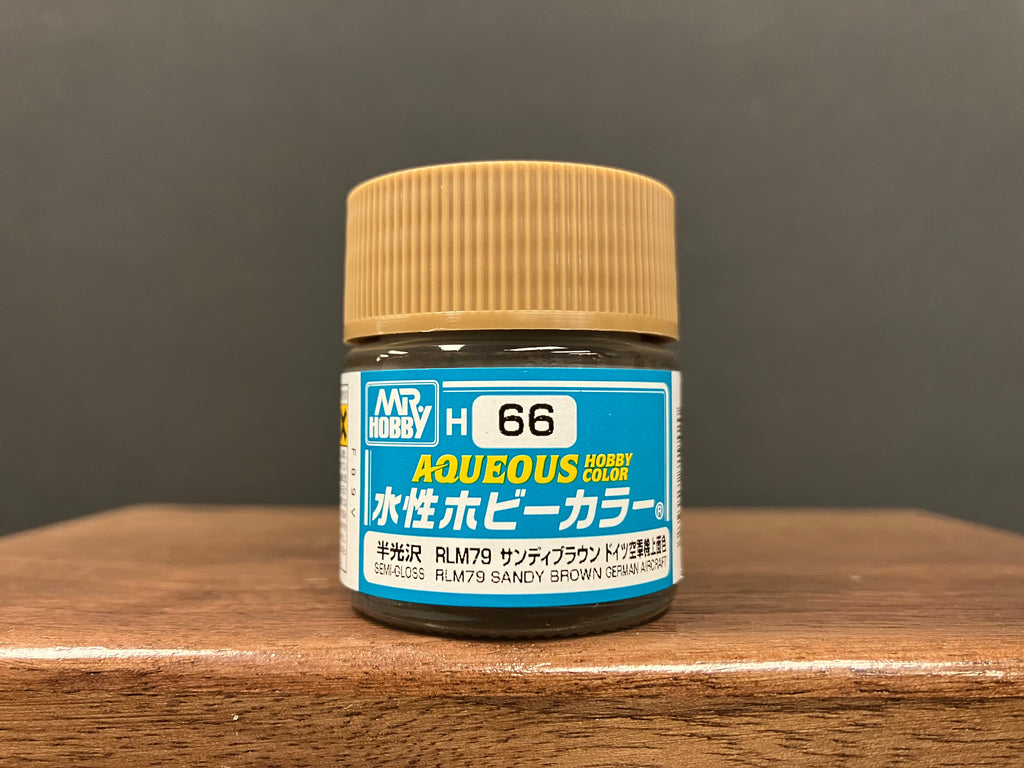 MR HOBBY
H 66
AQUEOUS HOBBY COLOR
水性ホビーカラー®
半光沢 RLM79 サンディブラウン ドイツ空軍機上面色
SEMI-GLOSS RLM79 SANDY BROWN GERMAN AIRCRAFT